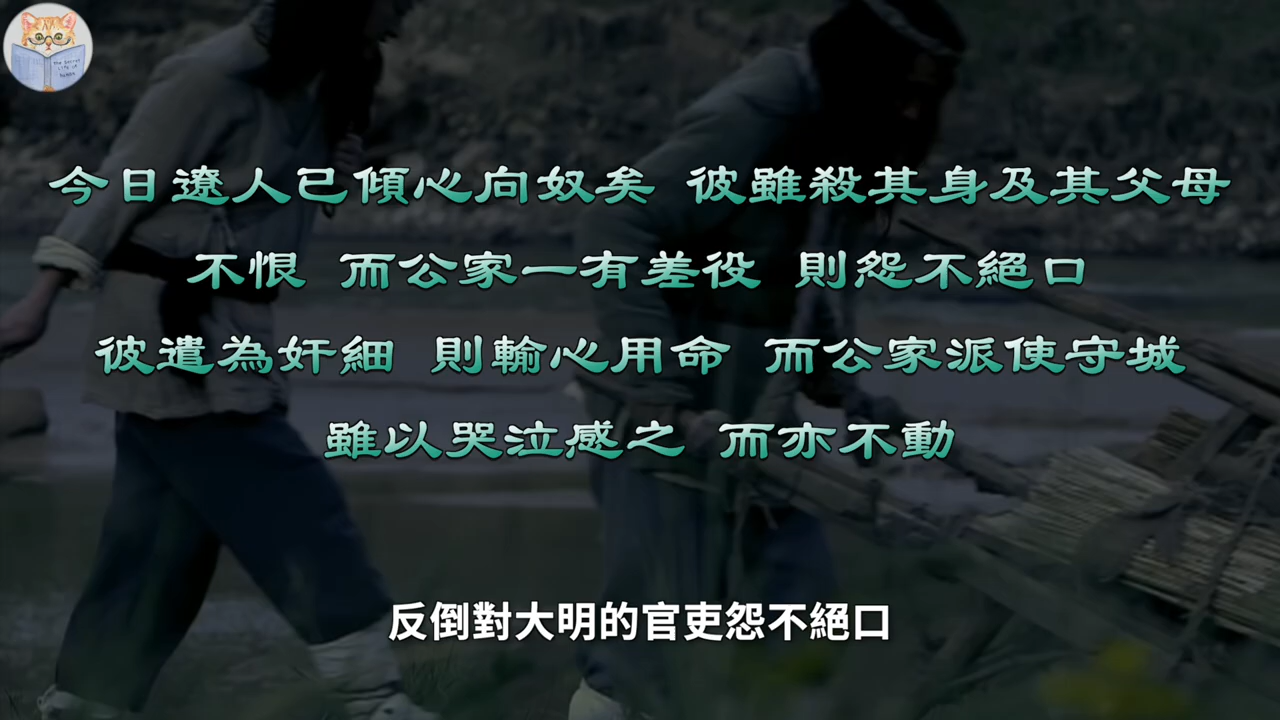 今日遼人已傾心向奴矣 彼雖殺其身及其父母
不恨 而公家一有差役 則怨不絕口
彼遣為奸細 則輸心用命 而公家派使守城
雖以哭泣感之 而亦不動
反倒對大明的官吏怨不絕口